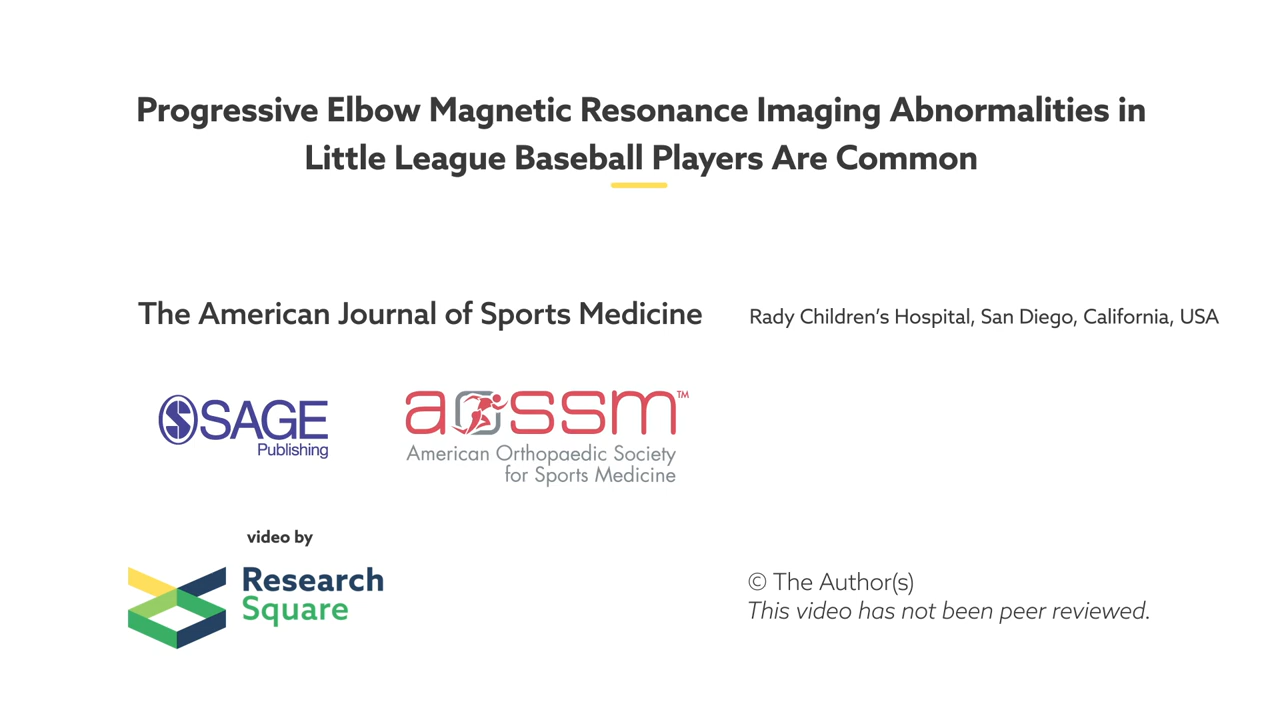 Progressive Elbow Magnetic Resonance Imaging Abnormalities in
Little League Baseball Players Are Common
The American Journal of Sports Medicine
Rady Children's Hospital, San Diego, California, USA
SAGE
Publishing
aossm™
American Orthopaedic Society
for Sports Medicine
video by
Research
Square
© The Author(s)
This video has not been peer reviewed.